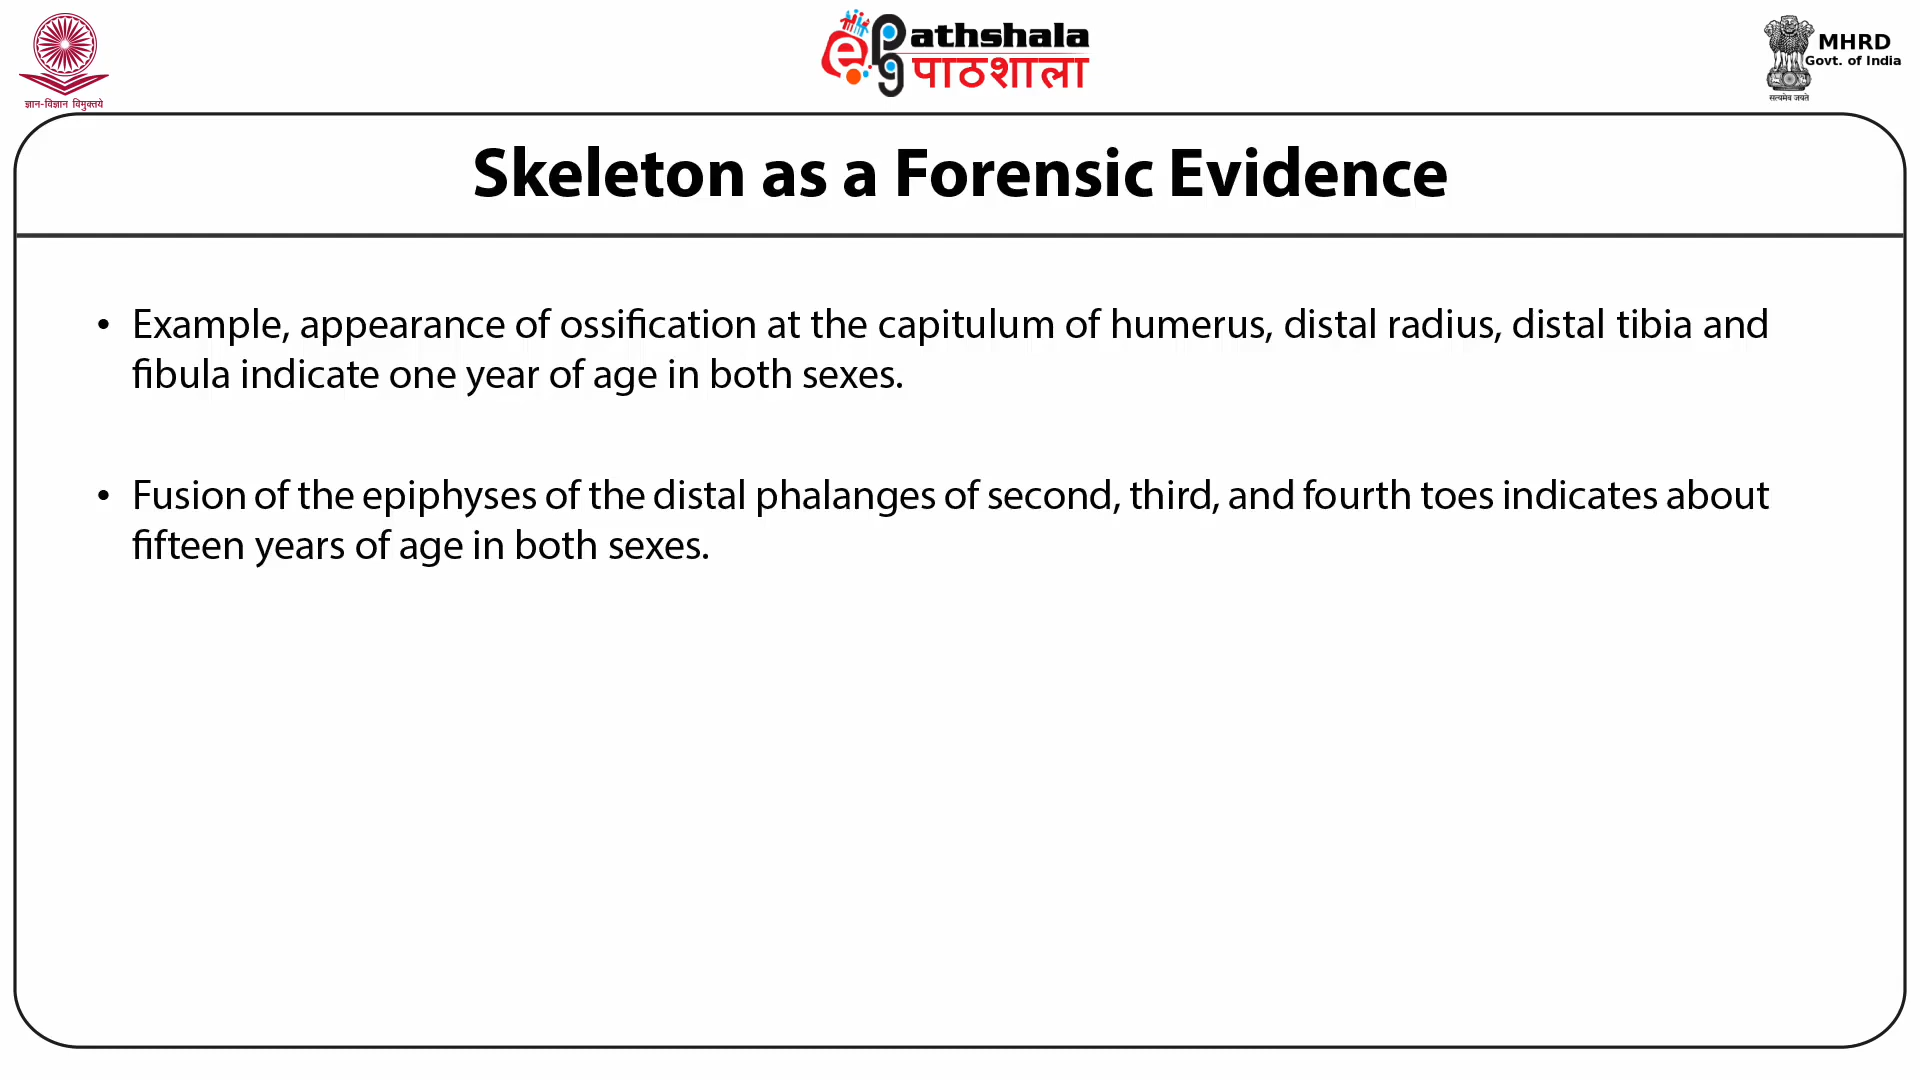 ज्ञान-विज्ञान विमुक्तये
e
pg
athshala
पाठशाला
MHRD
Govt. of India
सत्यमेव जयते
Skeleton as a Forensic Evidence
• Example, appearance of ossification at the capitulum of humerus, distal radius, distal tibia and
fibula indicate one year of age in both sexes.
• Fusion of the epiphyses of the distal phalanges of second, third, and fourth toes indicates about
fifteen years of age in both sexes.